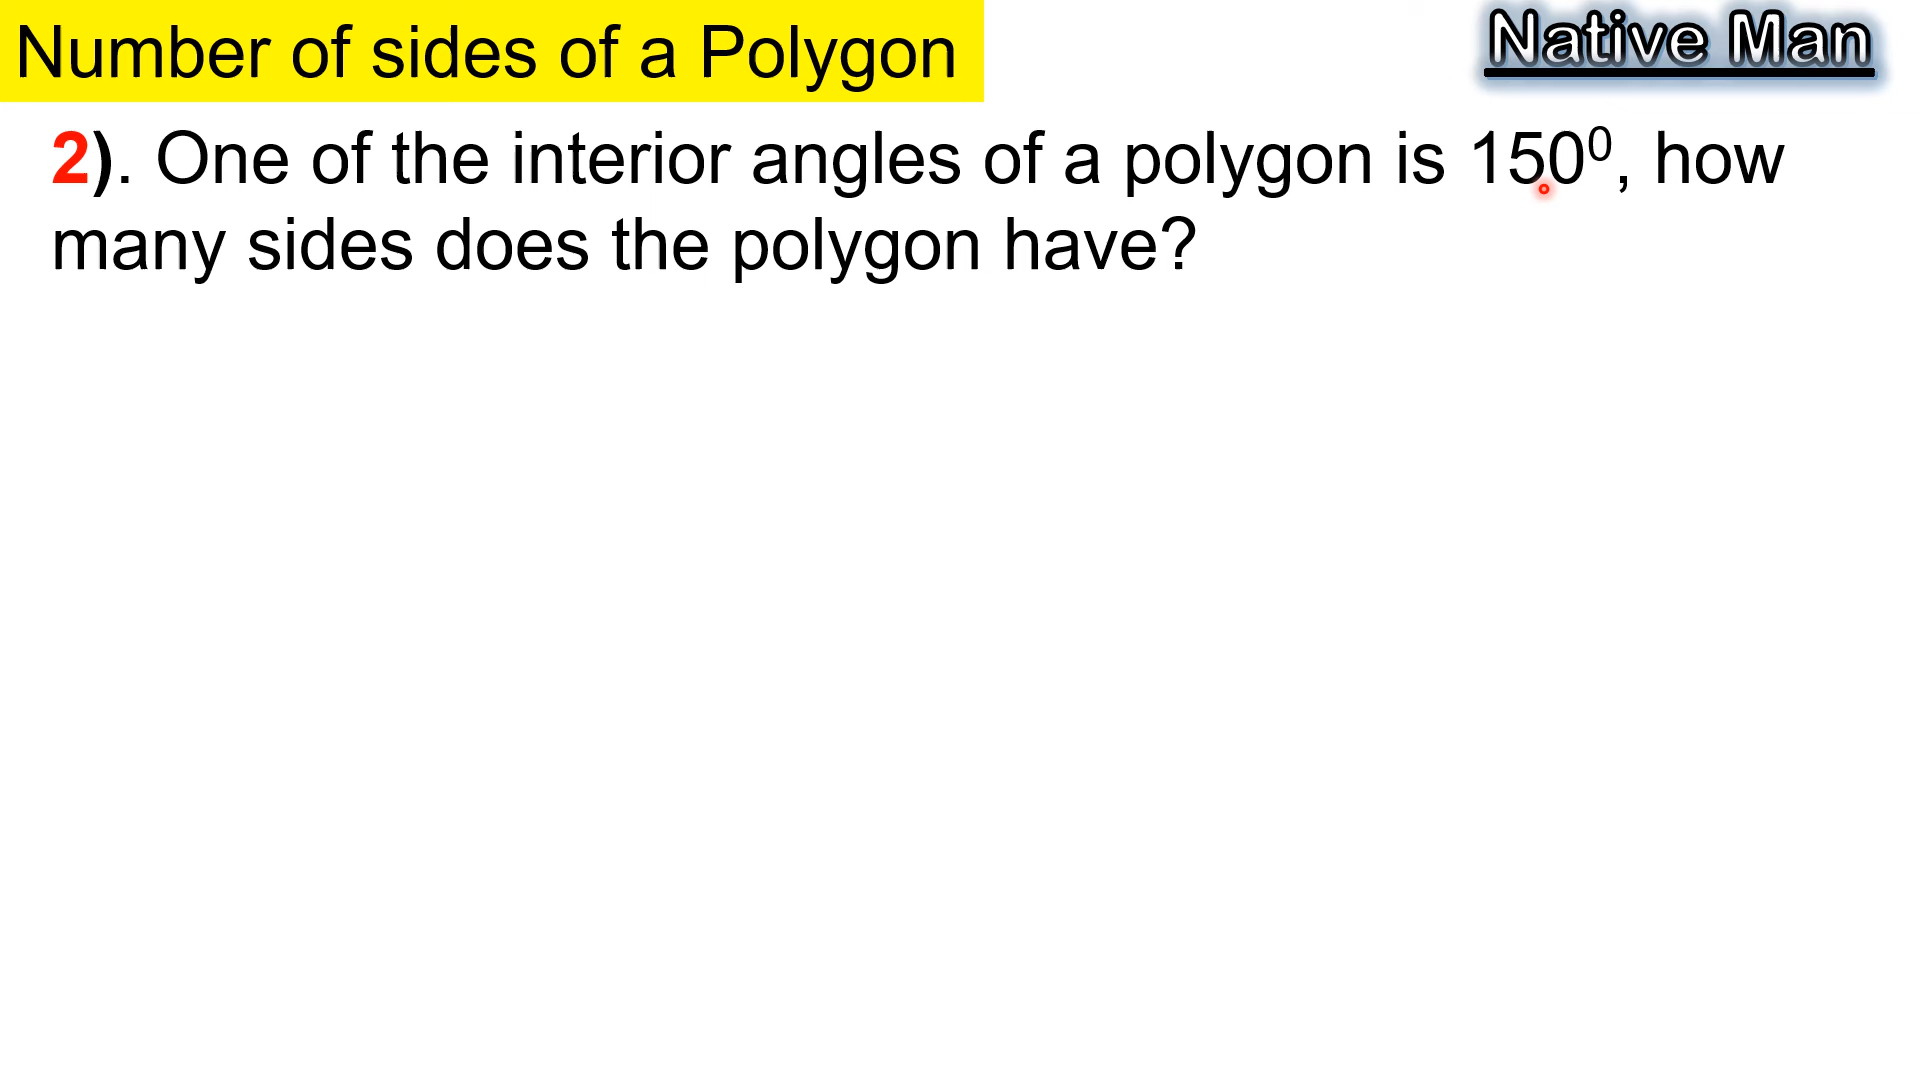 Number of sides of a Polygon
Native Man
2). One of the interior angles of a polygon is 150⁰, how
many sides does the polygon have?